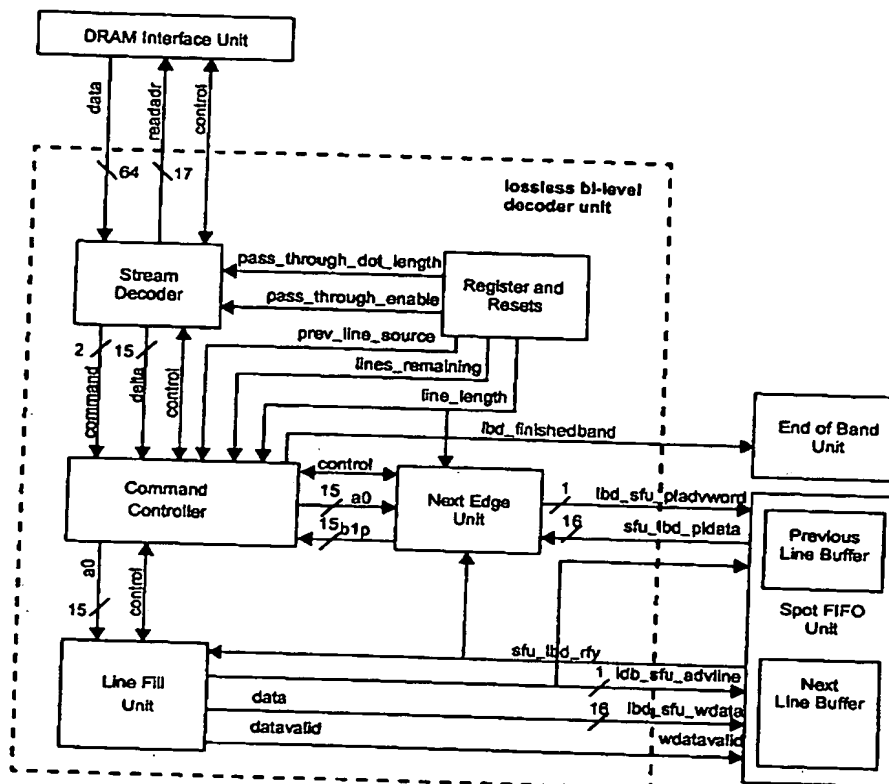 DRAM Interface Unit
data
readadr
control
64
17
lossless bi-level
decoder unit
Stream
Decoder
pass_through_dot_length
pass_through_enable
Register and
Resets
prev_line_source
lines_remaining
line_length
2
15
command
delta
control
lbd_finishedband
End of Band
Unit
Command
Controller
control
15
a0
15
b1p
Next Edge
Unit
1
lbd_sfu_pladvword
16
sfu_lbd_pldata
Previous
Line Buffer
Spot FIFO
Unit
a0
15
control
sfu_lbd_rfy
Line Fill
Unit
1
ldb_sfu_advline
data
16
lbd_sfu_wdata
datavalid
wdatavalid
Next
Line Buffer